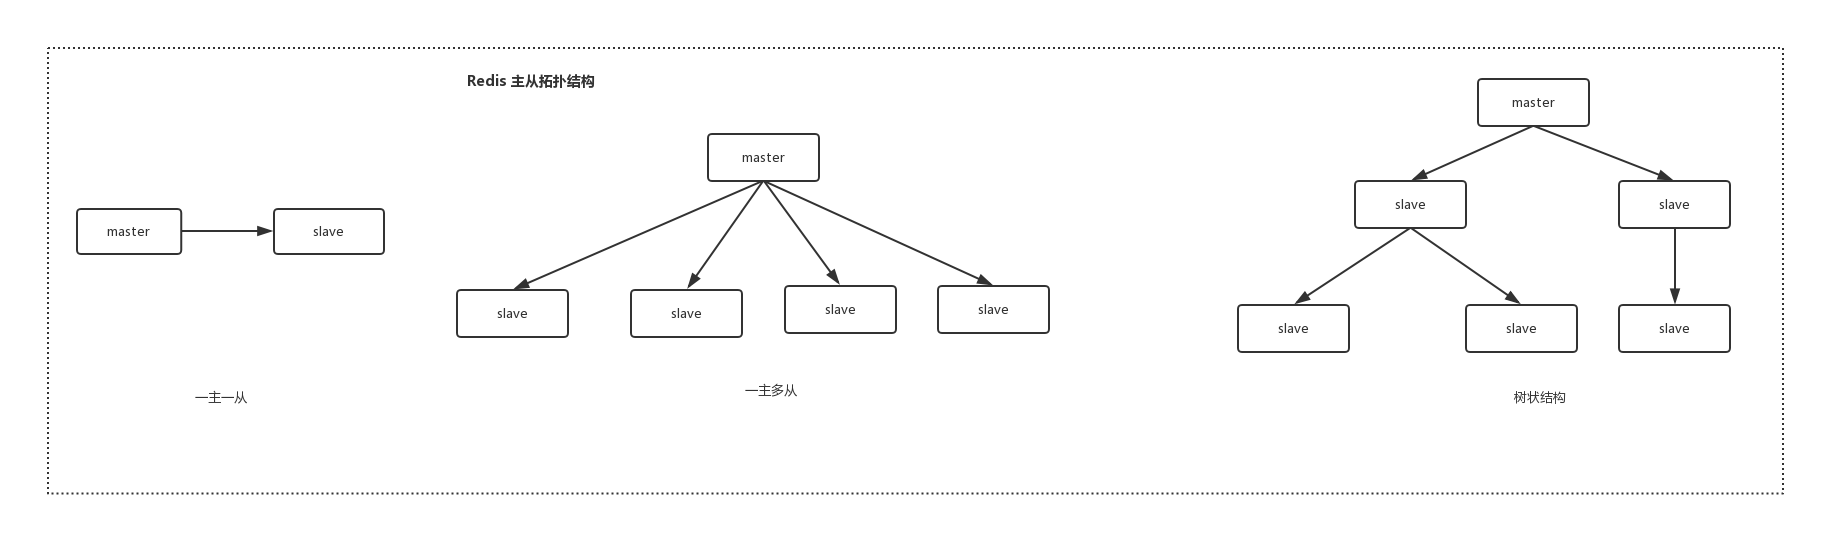 Redis 主从拓扑结构
master
slave
一主一从
master
slave
slave
slave
slave
一主多从
master
slave
slave
slave
slave
slave
树状结构